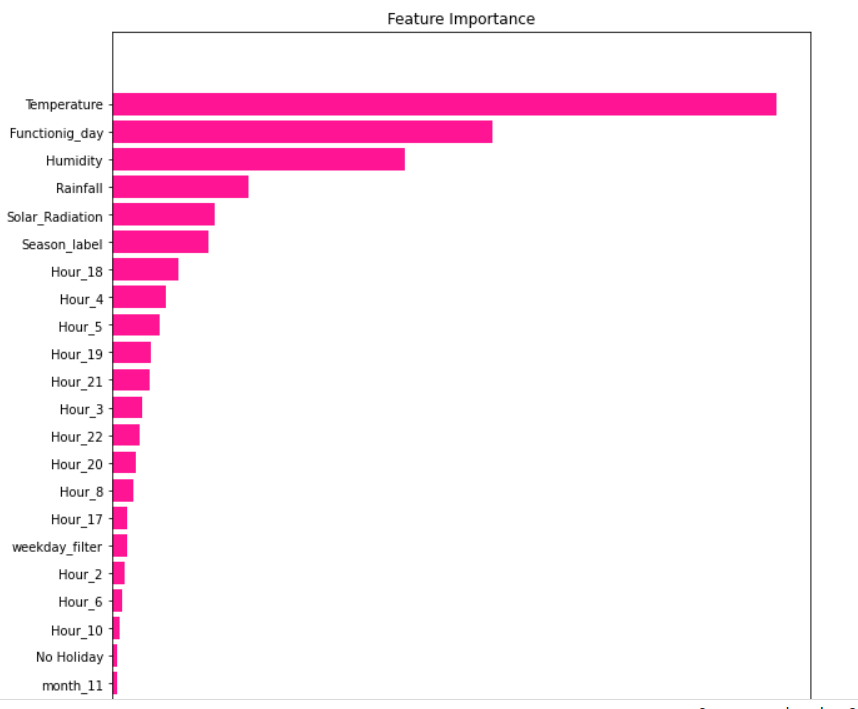 Feature Importance
Temperature
Functionig_day
Humidity
Rainfall
Solar_Radiation
Season_label
Hour_18
Hour_4
Hour_5
Hour_19
Hour_21
Hour_3
Hour_22
Hour_20
Hour_8
Hour_17
weekday_filter
Hour_2
Hour_6
Hour_10
No Holiday
month_11